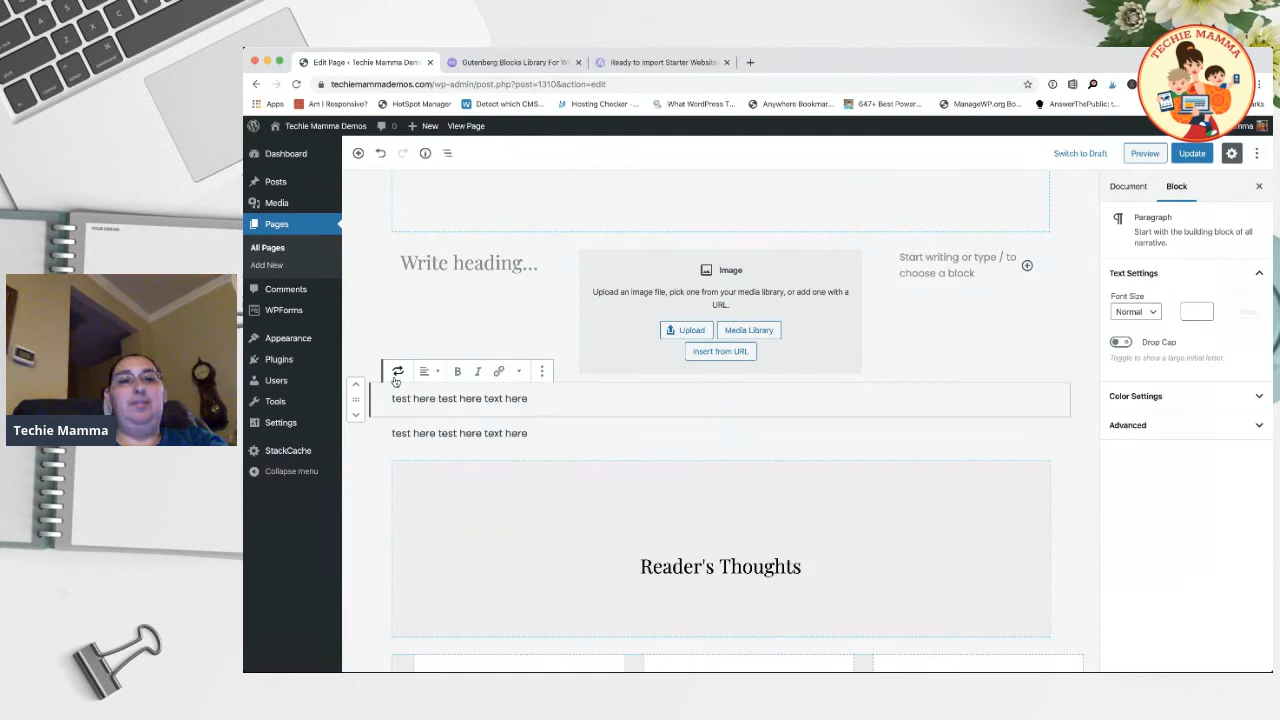 TECHIE MAMMA
YOUR DESIGN
Edit Page ‹ Techie Mamma Dem
Gutenberg Blocks Library For W
Ready to Import Starter Website
techiemammademos.com/wp-admin/post.php?post=1310&action=edit
Apps
Am I Responsive?
HotSpot Manager
Detect which CMS...
Hosting Checker -...
What WordPress T...
Anywhere Bookmar...
647+ Best Power...
ManageWP.org Bo...
AnswerThePublic: t...
Techie Mamma Demos
0
New
View Page
Dashboard
Posts
Media
Pages
All Pages
Add New
Comments
WPForms
Appearance
Plugins
Users
Tools
Settings
StackCache
Collapse menu
Switch to Draft
Preview
Update
Write heading...
Image
Upload an image file, pick one from your media library, or add one with a
URL.
Upload
Media Library
Insert from URL
Start writing or type / to
choose a block
B
I
test here test here text here
test here test here text here
Reader's Thoughts
Document
Block
Paragraph
Start with the building block of all
narrative.
Text Settings
Font Size
Normal
Drop Cap
Toggle to show a large initial letter.
Color Settings
Advanced
Techie Mamma